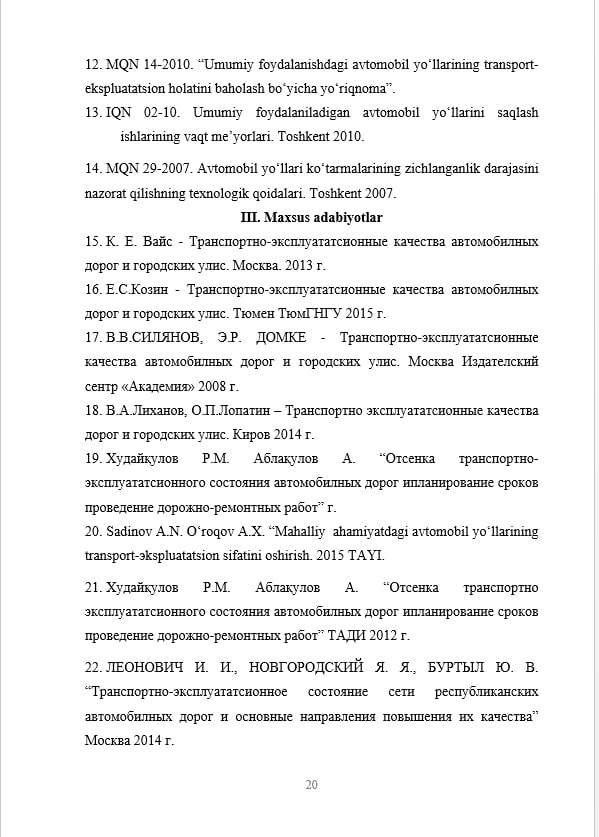 12. MQN 14-2010. “Umumiy foydalanishdagi avtomobil yo‘llarining transport-
ekspluatatsion holatini baholash bo‘yicha yo‘riqnoma”.
13. IQN 02-10. Umumiy foydalaniladigan avtomobil yo‘llarini saqlash
ishlarining vaqt me’yorlari. Toshkent 2010.
14. MQN 29-2007. Avtomobil yo‘llari ko‘tarmalarining zichlanganlik darajasini
nazorat qilishning texnologik qoidalari. Toshkent 2007.
III. Maxsus adabiyotlar
15. К. Е. Вайс - Транспортно-эксплуататсионные качества автомобилных
дорог и городских улис. Москва. 2013 г.
16. Е.С.Козин - Транспортно-эксплуататсионные качества автомобилных
дорог и городских улис. Тюмен ТюмГНГУ 2015 г.
17. В.В.СИЛЯНОВ, Э.Р. ДОМКЕ - Транспортно-эксплуататсионные
качества автомобилных дорог и городских улис. Москва Издателский
сентр «Академия» 2008 г.
18. В.А.Лиханов, О.П.Лопатин – Транспортно эксплуататсионные качества
дорог и городских улис. Киров 2014 г.
19. Худайқулов Р.М. Аблақулов А. “Отсенка транспортно-
эксплуататсионного состояния автомобилных дорог ипланирование сроков
проведение дорожно-ремонтных работ” г.
20. Sadinov A.N. O‘roqov A.X. “Mahalliy ahamiyatdagi avtomobil yo‘llarining
transport-ekspluatatsion sifatini oshirish. 2015 TAYI.
21. Худайқулов Р.М. Аблақулов А. “Отсенка транспортно
эксплуататсионного состояния автомобилных дорог ипланирование сроков
проведение дорожно-ремонтных работ” ТАДИ 2012 г.
22. ЛЕОНОВИЧ И. И., НОВГОРОДСКИЙ Я. Я., БУРТЫЛ Ю. В.
“Транспортно-эксплуататсионное состояние сети республиканских
автомобилных дорог и основные направления повышения их качества”
Москва 2014 г.
20